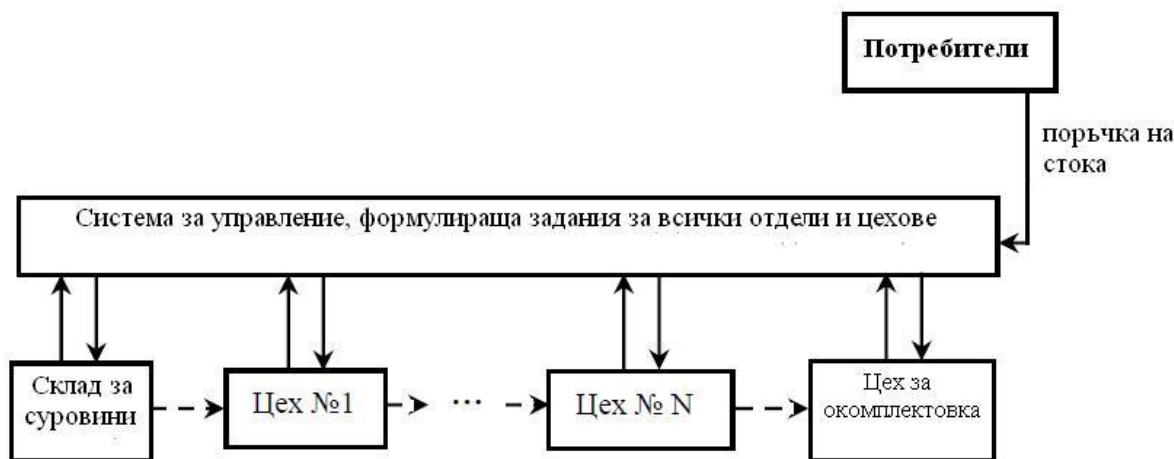 Потребители
порьчка на
стока
Система за управление, формулираща задания за всички отдели и цехове
Склад за
суровини
Цех №1
...
Цех № N
Цех за
окомплектовка